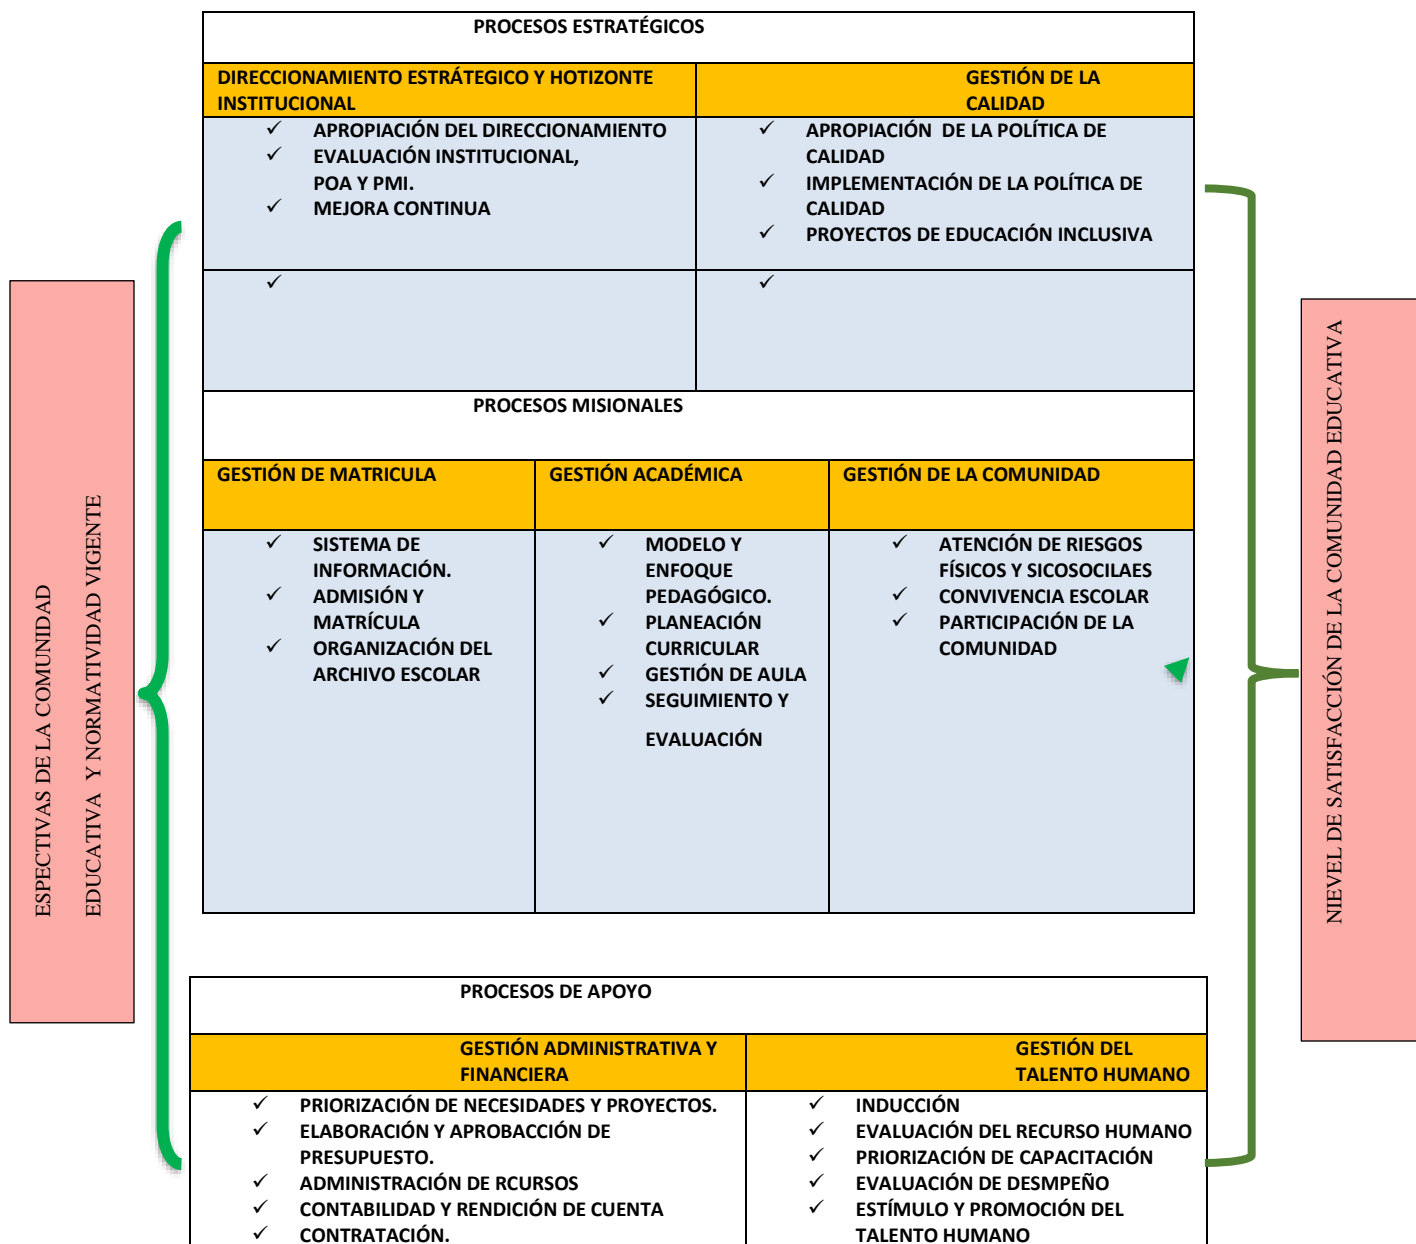 PROCESOS ESTRATÉGICOS
DIRECCIONAMIENTO ESTRÁTEGICO Y HOTIZONTE
INSTITUCIONAL
GESTIÓN DE LA
CALIDAD
✓ APROPIACIÓN DEL DIRECCIONAMIENTO
✓ EVALUACIÓN INSTITUCIONAL,
POA Y PMI.
✓ MEJORA CONTINUA
✓ APROPIACIÓN DE LA POLÍTICA DE
CALIDAD
✓ IMPLEMENTACIÓN DE LA POLÍTICA DE
CALIDAD
✓ PROYECTOS DE EDUCACIÓN INCLUSIVA
✓
✓
PROCESOS MISIONALES
GESTIÓN DE MATRICULA
GESTIÓN ACADÉMICA
GESTIÓN DE LA COMUNIDAD
✓ SISTEMA DE
INFORMACIÓN.
✓ ADMISIÓN Y
MATRÍCULA
✓ ORGANIZACIÓN DEL
ARCHIVO ESCOLAR
✓ MODELO Y
ENFOQUE
PEDAGÓGICO.
✓ PLANEACIÓN
CURRICULAR
✓ GESTIÓN DE AULA
✓ SEGUIMIENTO Y
EVALUACIÓN
✓ ATENCIÓN DE RIESGOS
FÍSICOS Y SICOSOCILAES
✓ CONVIVENCIA ESCOLAR
✓ PARTICIPACIÓN DE LA
COMUNIDAD
PROCESOS DE APOYO
GESTIÓN ADMINISTRATIVA Y
FINANCIERA
GESTIÓN DEL
TALENTO HUMANO
✓ PRIORIZACIÓN DE NECESIDADES Y PROYECTOS.
✓ ELABORACIÓN Y APROBACCIÓN DE
PRESUPUESTO.
✓ ADMINISTRACIÓN DE RCURSOS
✓ CONTABILIDAD Y RENDICIÓN DE CUENTA
✓ CONTRATACIÓN.
✓ INDUCCIÓN
✓ EVALUACIÓN DEL RECURSO HUMANO
✓ PRIORIZACIÓN DE CAPACITACIÓN
✓ EVALUACIÓN DE DESMPEÑO
✓ ESTÍMULO Y PROMOCIÓN DEL
TALENTO HUMANO
ESPECTIVAS DE LA COMUNIDAD
EDUCATIVA Y NORMATIVIDAD VIGENTE
NIEVEL DE SATISFACCIÓN DE LA COMUNIDAD EDUCATIVA